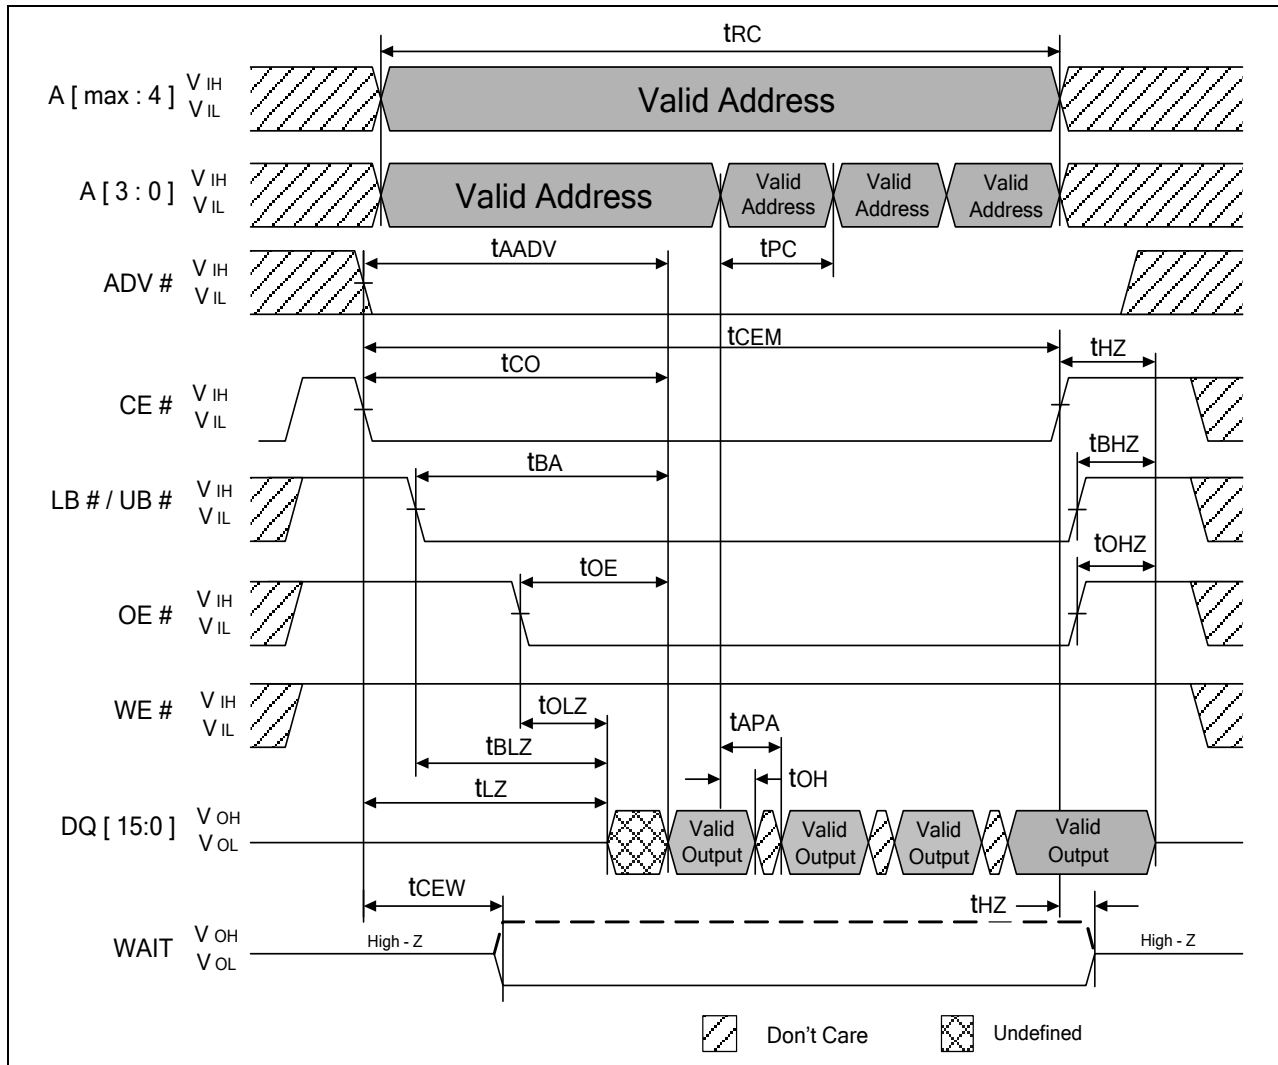 tRC
A [ max : 4 ]
V IH
V IL
Valid Address
A [ 3 : 0 ]
V IH
V IL
Valid Address
Valid
Address
Valid
Address
Valid
Address
tAADV
tPC
ADV #
V IH
V IL
tCEM
tHZ
tCO
CE #
V IH
V IL
tBA
tBHZ
LB # / UB #
V IH
V IL
tOE
tOHZ
OE #
V IH
V IL
WE #
V IH
V IL
tOLZ
tAPA
tBLZ
tOH
tLZ
DQ [ 15:0 ]
V OH
V OL
Valid
Output
Valid
Output
Valid
Output
Valid
Output
tCEW
tHZ
WAIT
V OH
V OL
High - Z
High - Z
Don't Care
Undefined